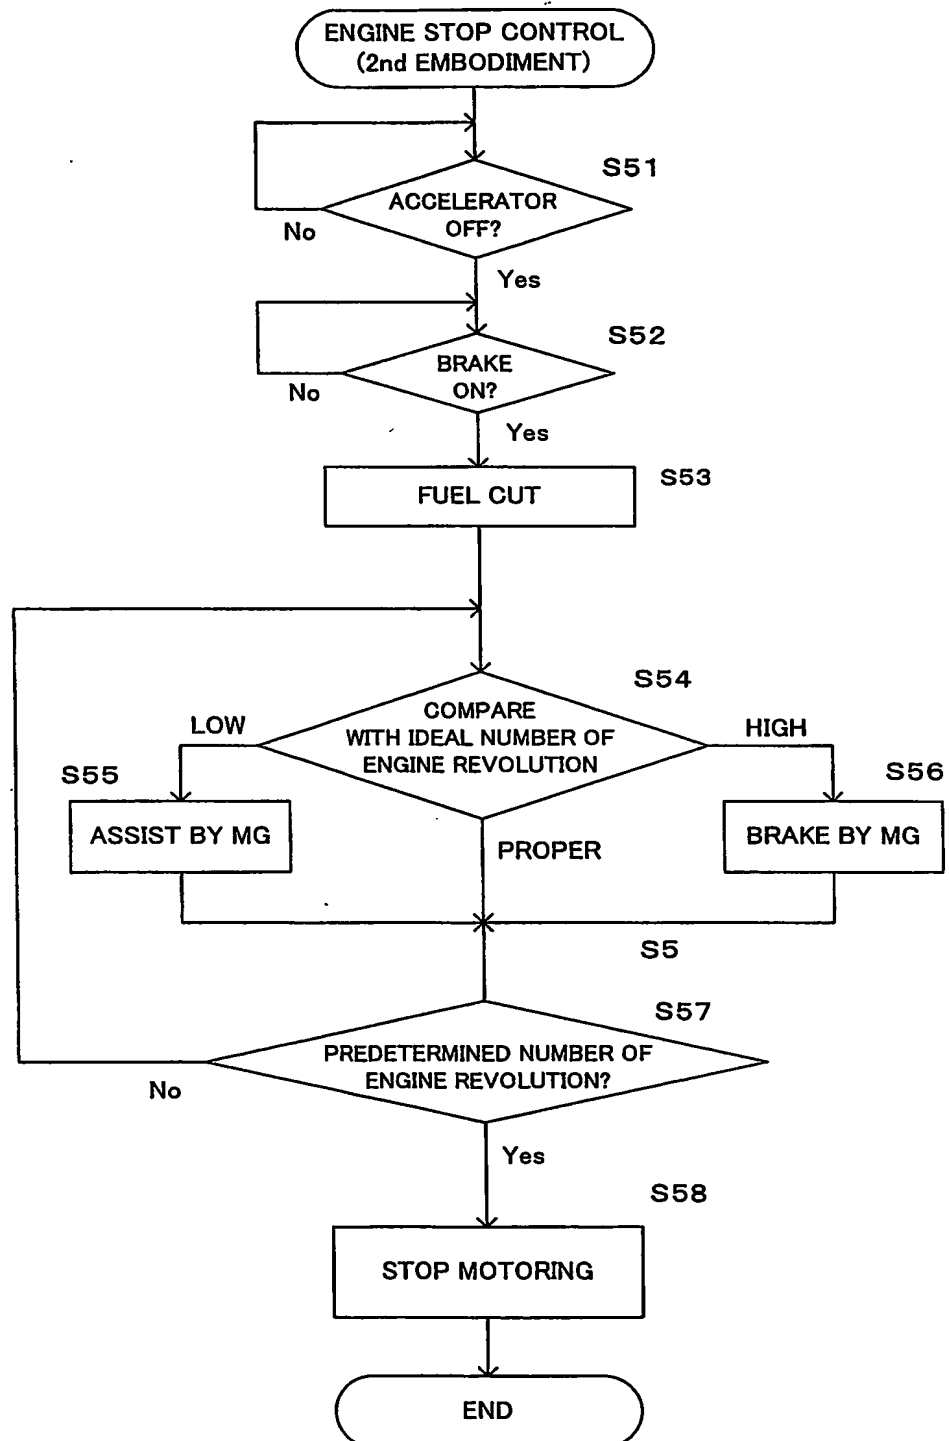 ENGINE STOP CONTROL
(2nd EMBODIMENT)
S51
ACCELERATOR
OFF?
No
Yes
S52
BRAKE
ON?
No
Yes
S53
FUEL CUT
S54
COMPARE
WITH IDEAL NUMBER OF
ENGINE REVOLUTION
LOW
HIGH
S55
S56
ASSIST BY MG
BRAKE BY MG
PROPER
S5
S57
PREDETERMINED NUMBER OF
ENGINE REVOLUTION?
No
Yes
S58
STOP MOTORING
END